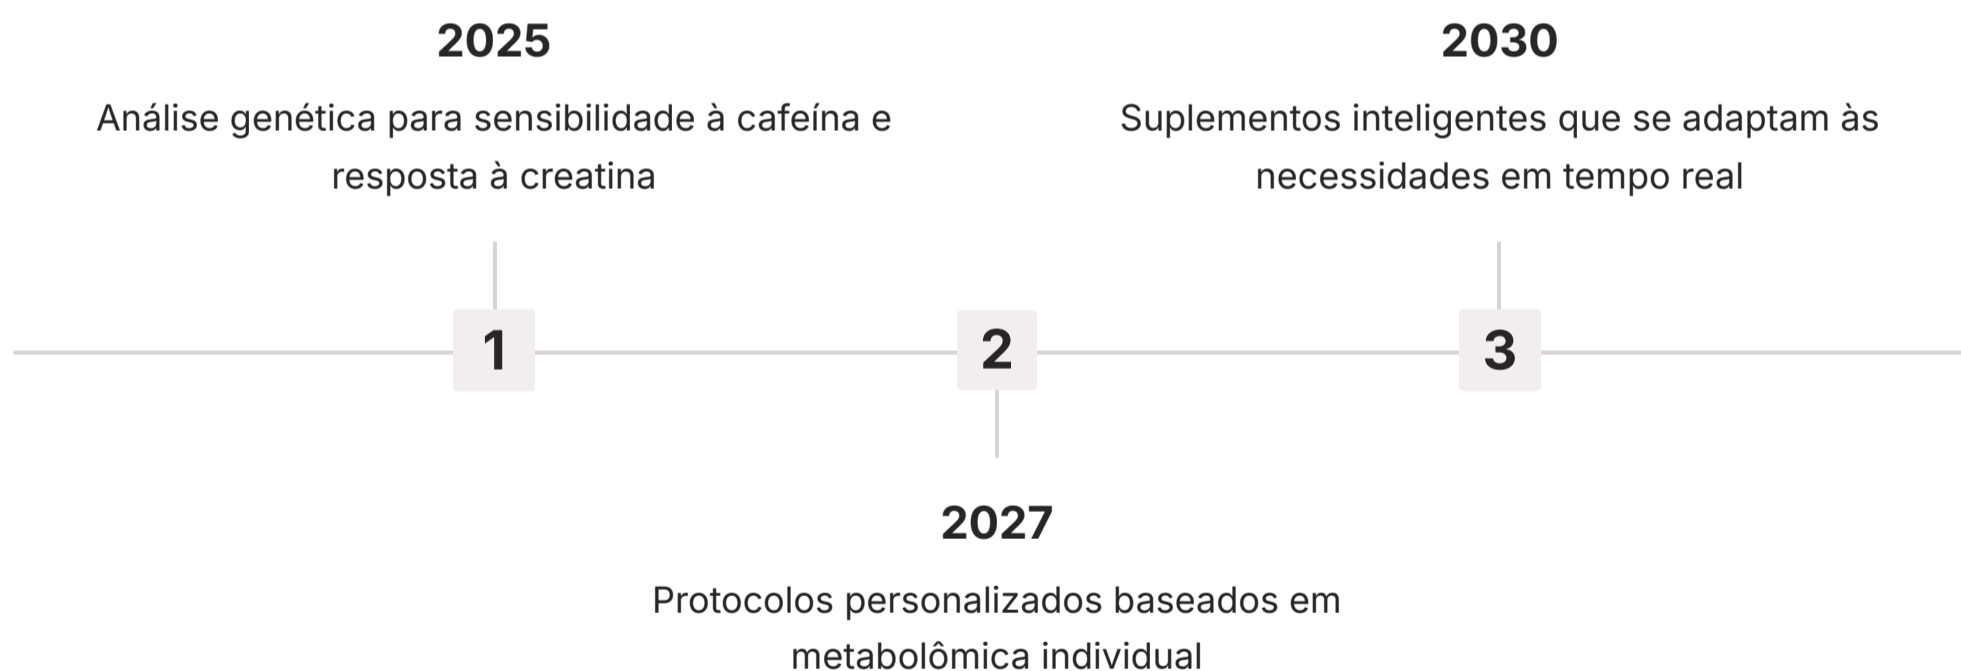 2025
Análise genética para sensibilidade à cafeína e
resposta à creatina
2030
Suplementos inteligentes que se adaptam às
necessidades em tempo real
1
2
3
2027
Protocolos personalizados baseados em
metabolômica individual